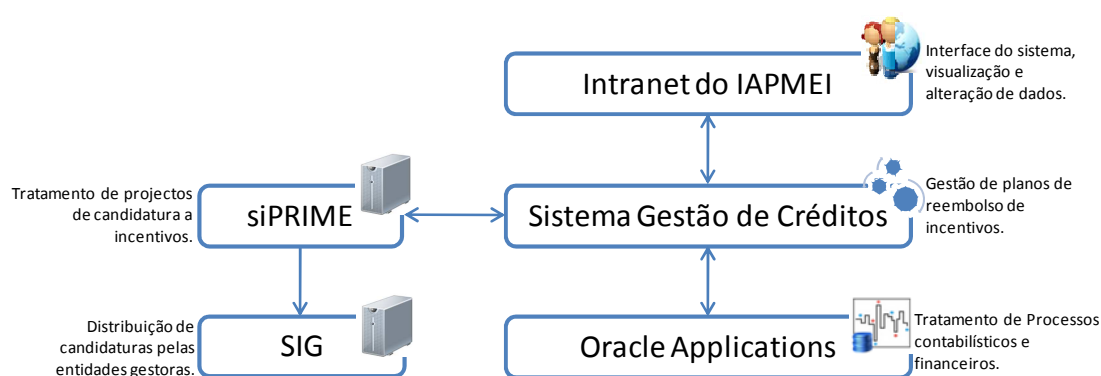 Intranet do IAPMEI
Interface do sistema,
visualização e
alteração de dados.
Tratamento de projectos
de candidatura a
incentivos.
siPRIME
Sistema Gestão de Créditos
Gestão de planos de
reembolso de
incentivos.
Distribuição de
candidaturas pelas
entidades gestoras.
SIG
Oracle Applications
Tratamento de Processos
contabilísticos e
financeiros.